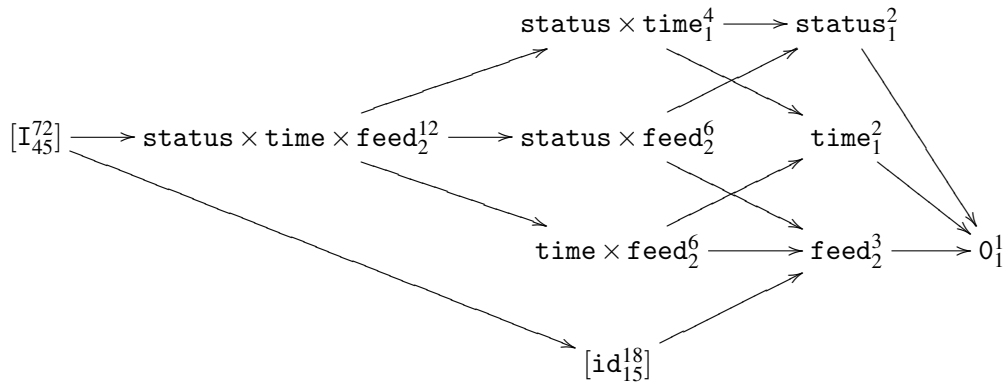 status × time₁⁴ status₁²
[I₄₅⁷²] status × time × feed₂¹² status × feed₂⁶ time₁²
time × feed₂⁶ feed₂³ 0₁¹
[id₁₅¹⁸]